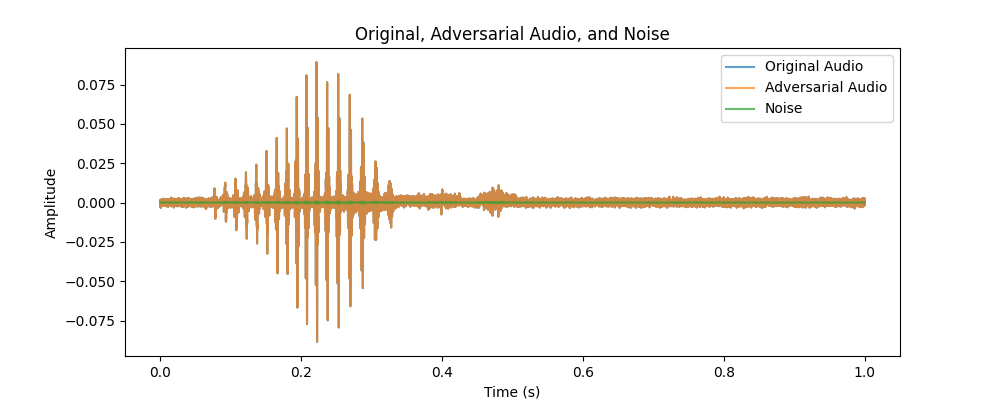 Original, Adversarial Audio, and Noise
Original Audio
Adversarial Audio
Noise
Amplitude
0.075
0.050
0.025
0.000
−0.025
−0.050
−0.075
0.0 0.2 0.4 0.6 0.8 1.0
Time (s)